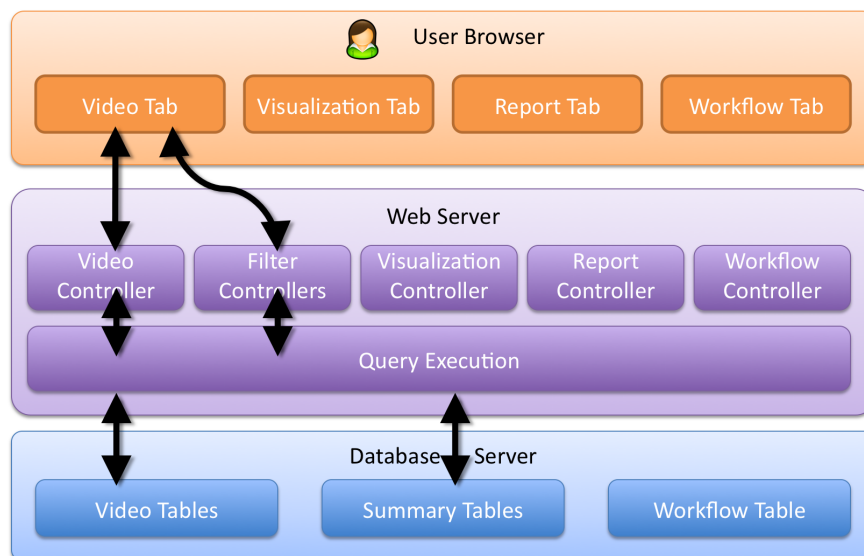 User Browser
Video Tab
Visualization Tab
Report Tab
Workflow Tab
Web Server
Video
Controller
Filter
Controllers
Visualization
Controller
Report
Controller
Workflow
Controller
Query Execution
Database Server
Video Tables
Summary Tables
Workflow Table